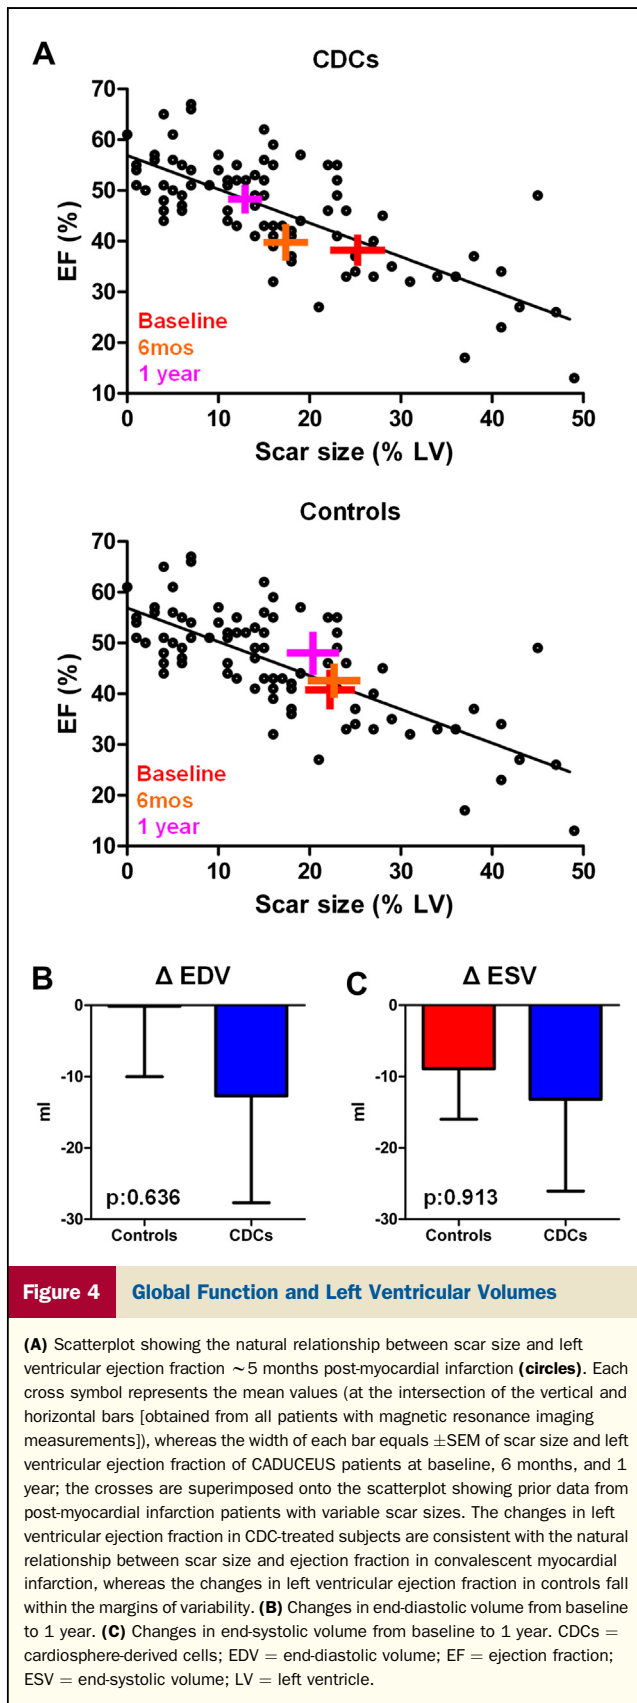 A
CDCs
70
60
50
40
30
20
10
EF (%)
Baseline
6mos
1 year
0 10 20 30 40 50
Scar size (% LV)
Controls
70
60
50
40
30
20
10
EF (%)
Baseline
6mos
1 year
0 10 20 30 40 50
Scar size (% LV)
B
Δ EDV
0
-10
-20
-30
ml
p:0.636
Controls CDCs
C
Δ ESV
0
-10
-20
-30
ml
p:0.913
Controls CDCs
Figure 4 Global Function and Left Ventricular Volumes
(A) Scatterplot showing the natural relationship between scar size and left
ventricular ejection fraction ∼5 months post-myocardial infarction (circles). Each
cross symbol represents the mean values (at the intersection of the vertical and
horizontal bars [obtained from all patients with magnetic resonance imaging
measurements]), whereas the width of each bar equals ±SEM of scar size and left
ventricular ejection fraction of CADUCEUS patients at baseline, 6 months, and 1
year; the crosses are superimposed onto the scatterplot showing prior data from
post-myocardial infarction patients with variable scar sizes. The changes in left
ventricular ejection fraction in CDC-treated subjects are consistent with the natural
relationship between scar size and ejection fraction in convalescent myocardial
infarction, whereas the changes in left ventricular ejection fraction in controls fall
within the margins of variability. (B) Changes in end-diastolic volume from baseline
to 1 year. (C) Changes in end-systolic volume from baseline to 1 year. CDCs =
cardiosphere-derived cells; EDV = end-diastolic volume; EF = ejection fraction;
ESV = end-systolic volume; LV = left ventricle.